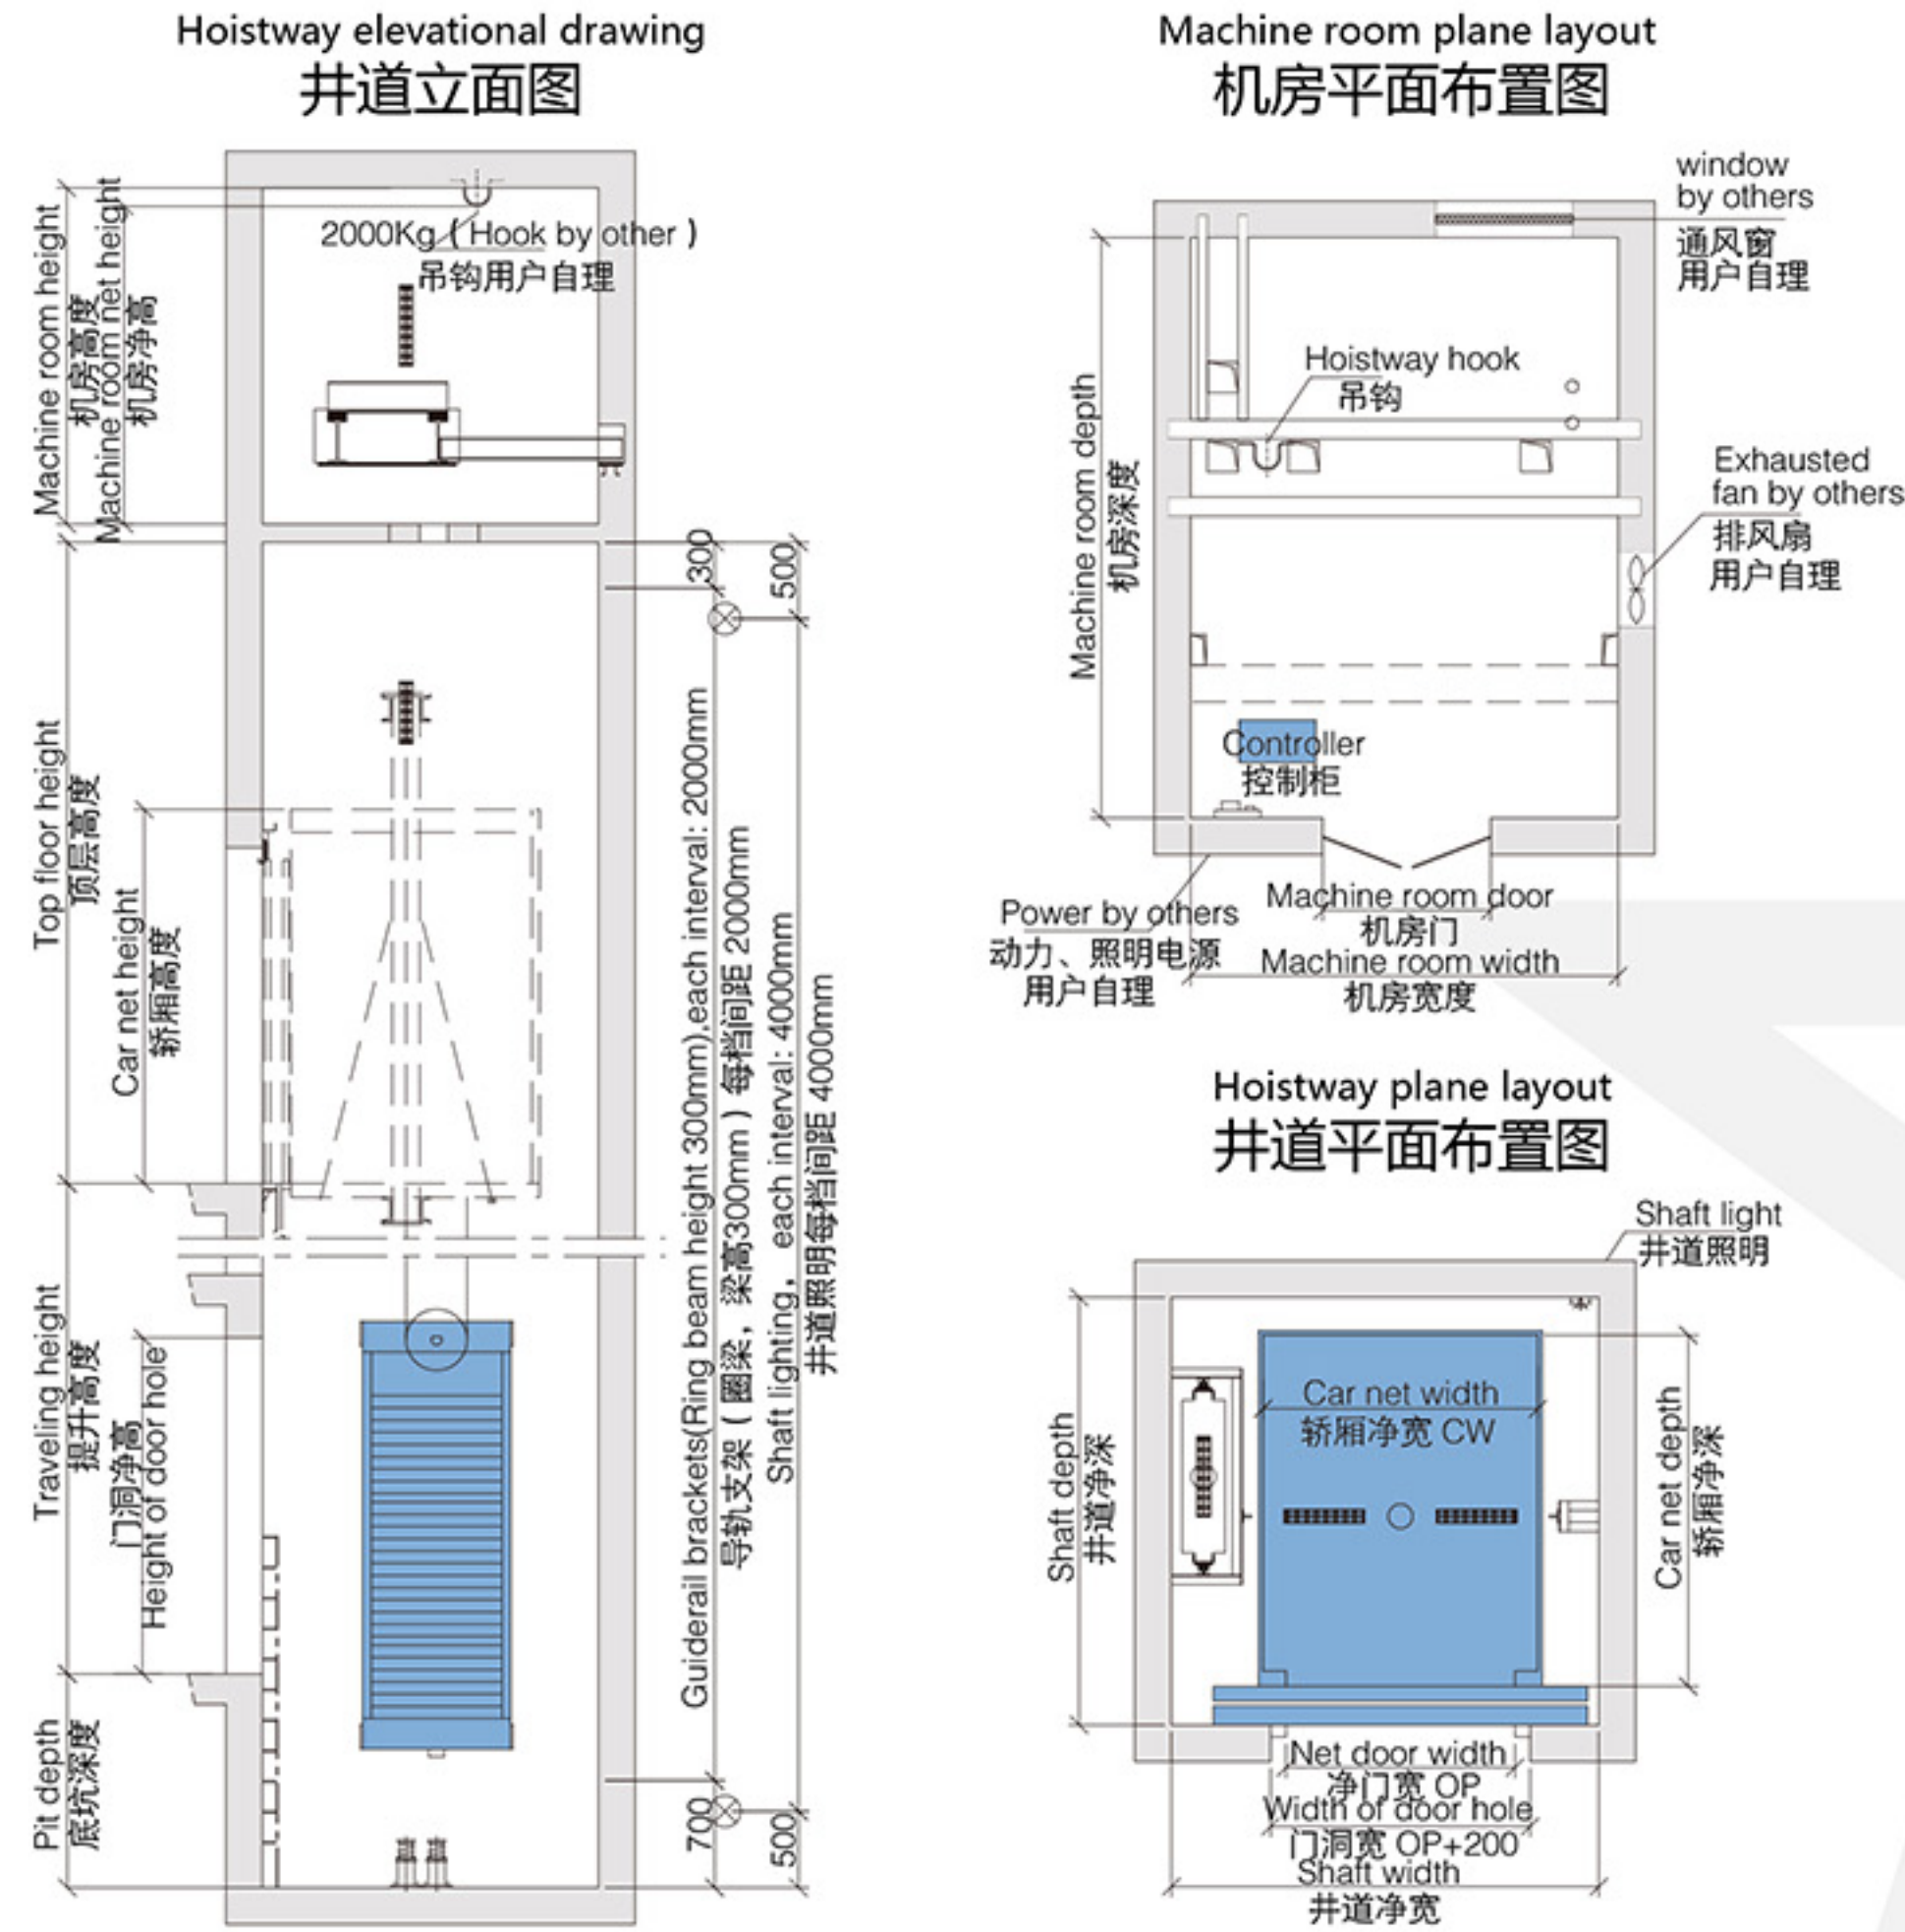 Hoistway elevational drawing
井道立面图
Machine room height
机房高度
Machine room net height
机房净高
2000Kg ( Hook by other )
吊钩用户自理
Top floor height
顶层高度
Car net height
轿厢高度
Traveling height
提升高度
门洞净高
Height of door hole
Pit depth
底坑深度
300
500
Guiderail brackets(Ring beam height 300mm),each interval: 2000mm
导轨支架（圈梁，梁高300mm）每档间距 2000mm
Shaft lighting， each interval: 4000mm
井道照明每档间距 4000mm
700
500
Machine room plane layout
机房平面布置图
window
by others
通风窗
用户自理
Hoistway hook
吊钩
Machine room depth
机房深度
Exhausted
fan by others
排风扇
用户自理
Controller
控制柜
Power by others
动力、照明电源
用户自理
Machine room door
机房门
Machine room width
机房宽度
Hoistway plane layout
井道平面布置图
Shaft light
井道照明
Shaft depth
井道净深
Car net width
轿厢净宽 CW
Car net depth
轿厢净深
Net door width
净门宽 OP
Width of door hole
门洞宽 OP+200
Shaft width
井道净宽